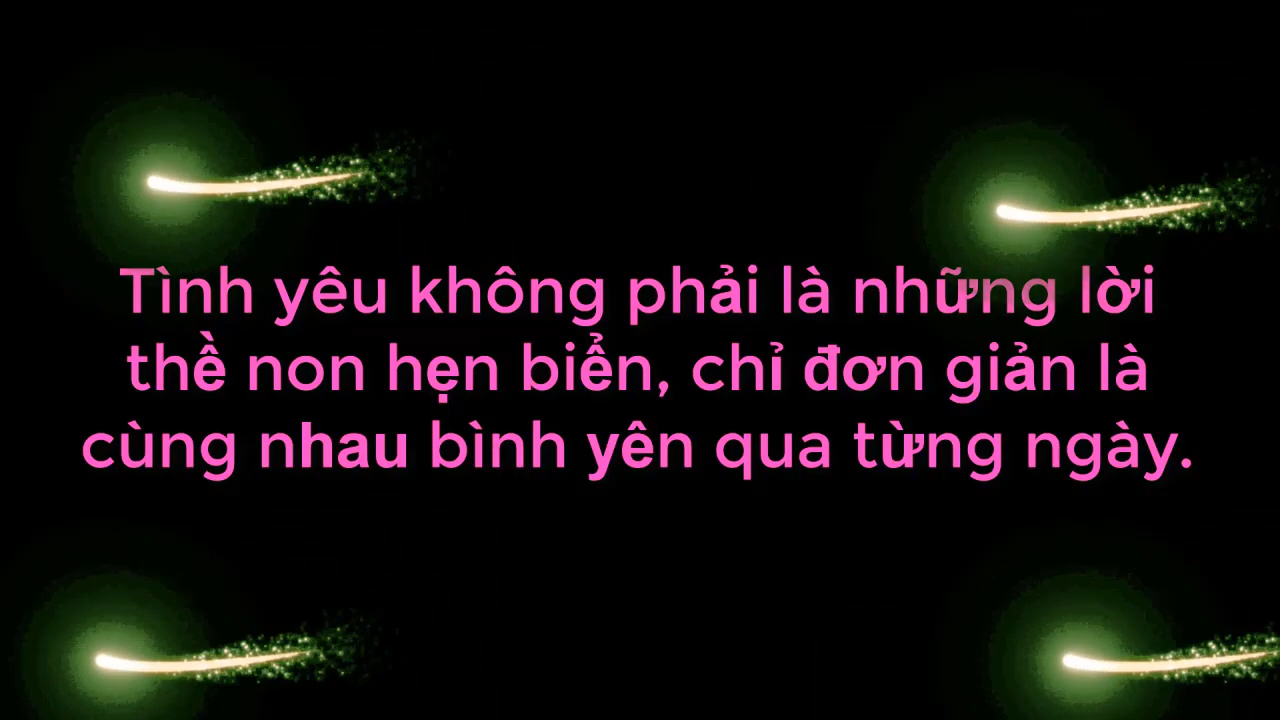 Tình yêu không phải là những lời
thề non hẹn biển, chỉ đơn giản là
cùng nhau bình yên qua từng ngày.